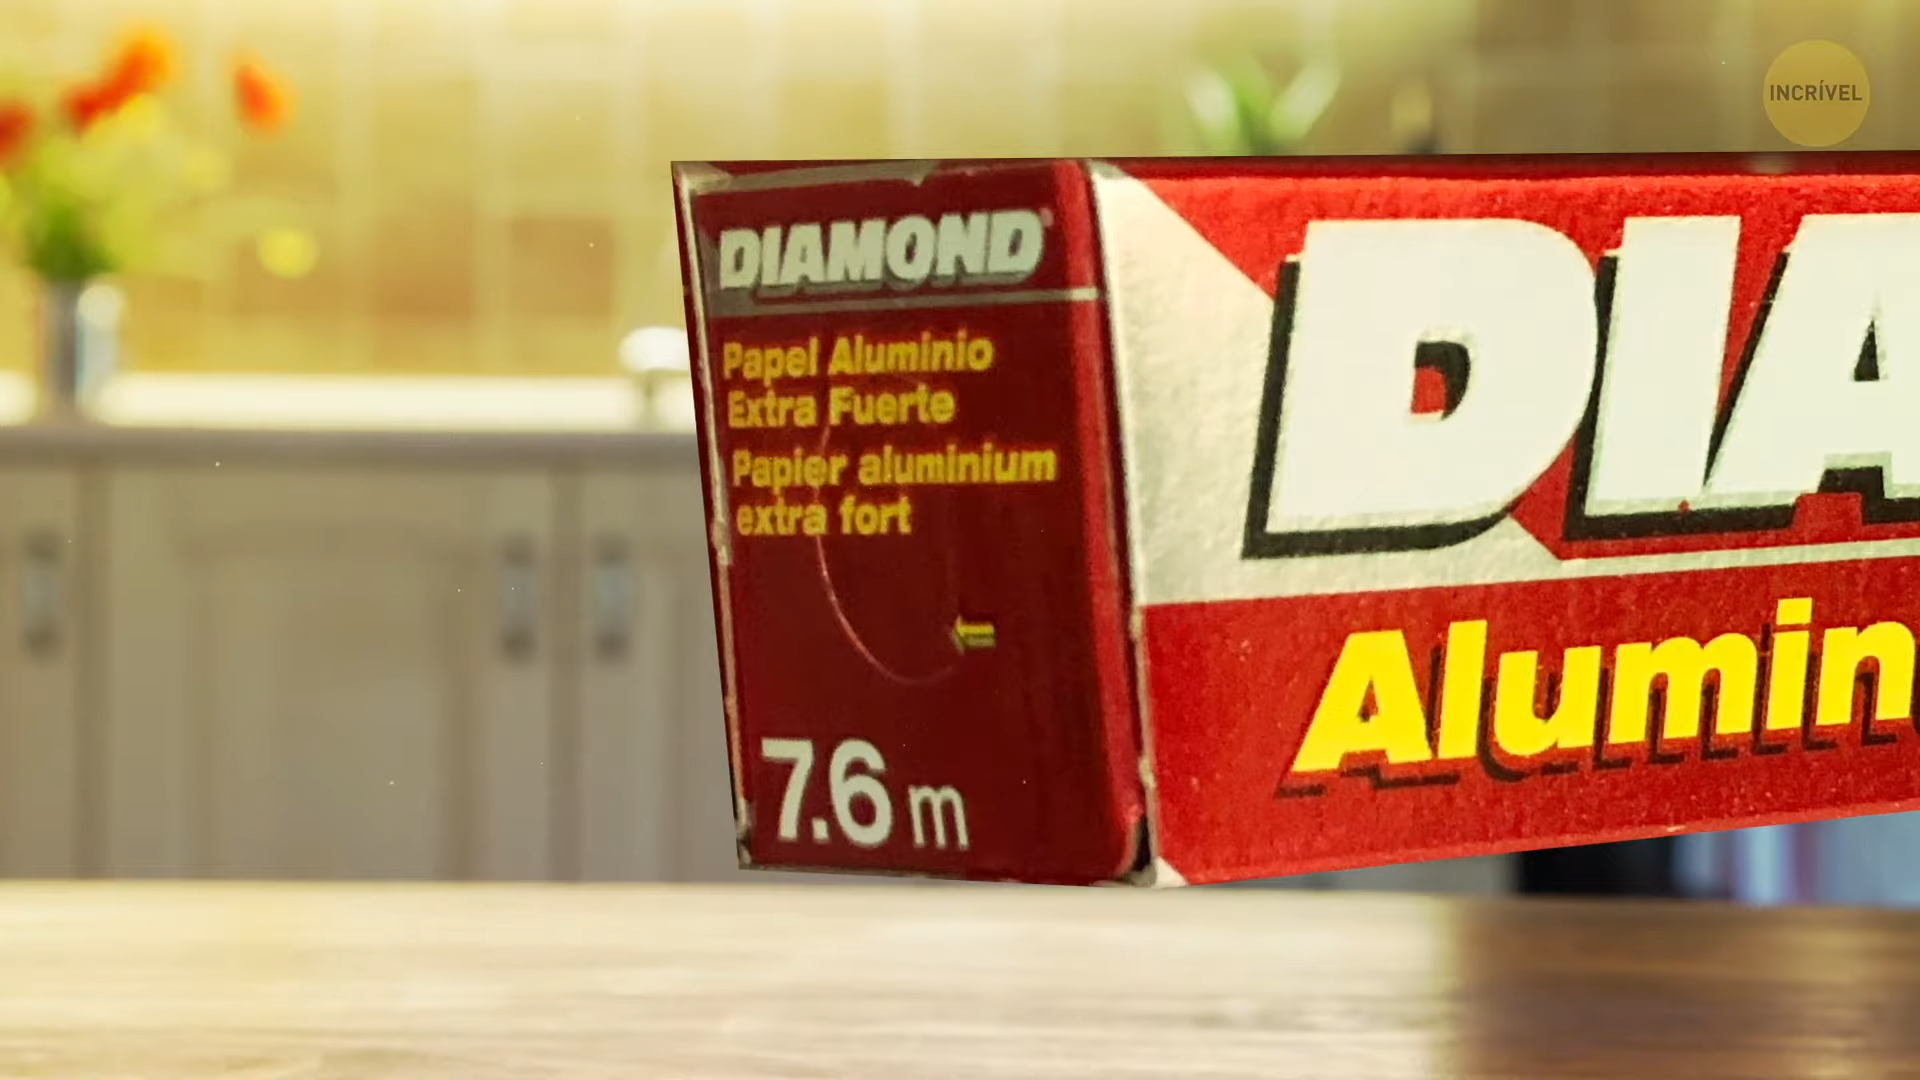 INCRÍVEL
DIAMOND
Papel Aluminio
Extra Fuerte
Papier aluminium
extra fort
7.6 m
DIA
Alumin